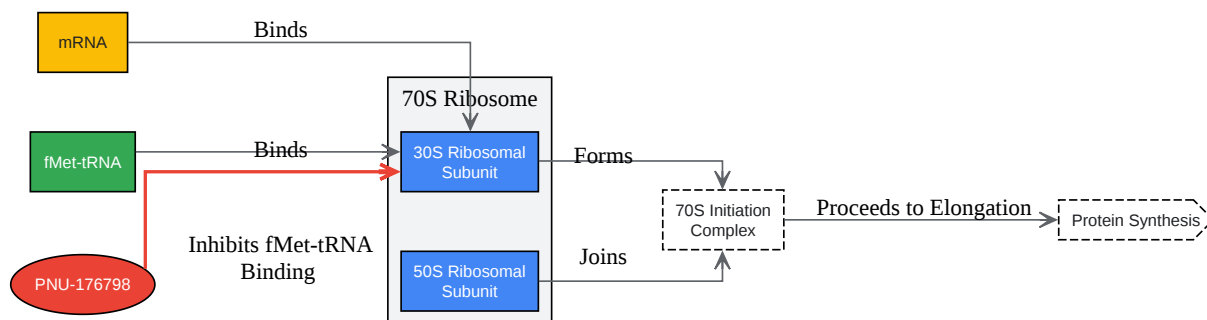 mRNA
Binds
70S Ribosome
fMet-tRNA
Binds
30S Ribosomal
Subunit
Forms
70S Initiation
Complex
Proceeds to Elongation
Protein Synthesis
PNU-176798
Inhibits fMet-tRNA
Binding
50S Ribosomal
Subunit
Joins